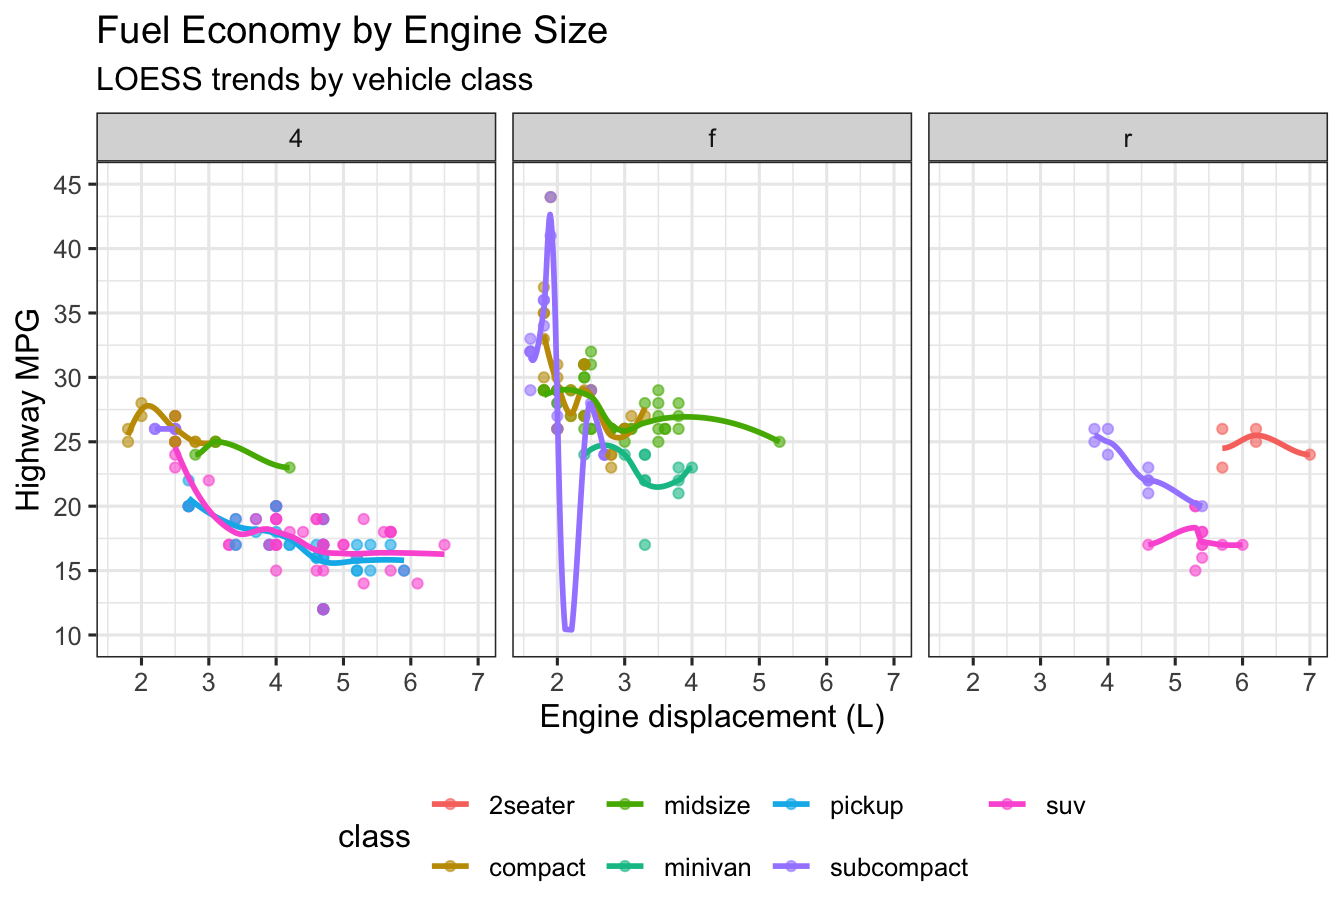 Fuel Economy by Engine Size
LOESS trends by vehicle class
4 f r
Highway MPG
45
40
35
30
25
20
15
10
2 3 4 5 6 7 2 3 4 5 6 7 2 3 4 5 6 7
Engine displacement (L)
class
2seater midsize pickup suv
compact minivan subcompact